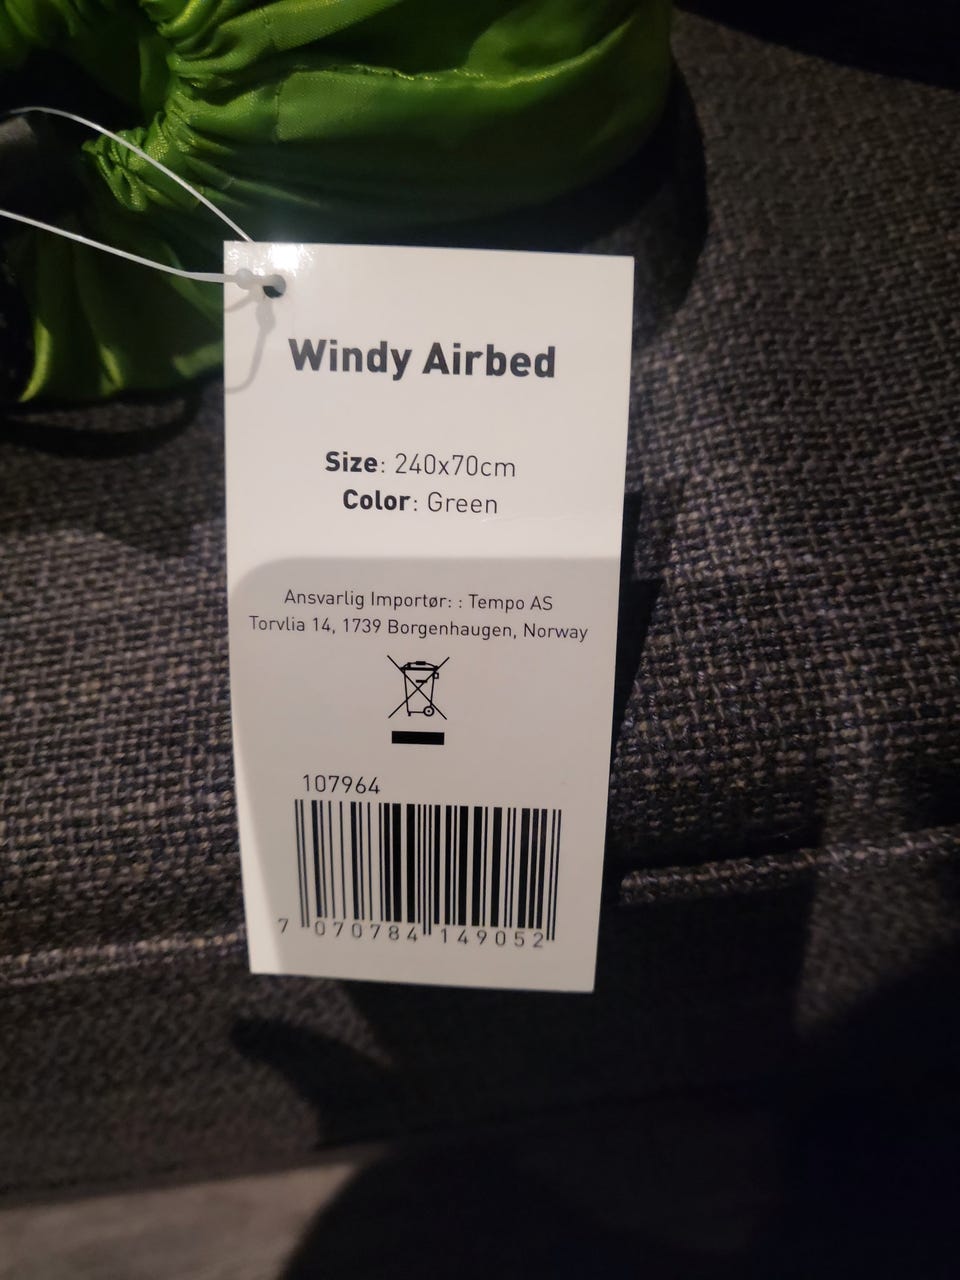 Windy Airbed
Size: 240x70cm
Color: Green
Ansvarlig Importør: : Tempo AS
Torvlia 14, 1739 Borgenhaugen, Norway
107964
7 070784 149052